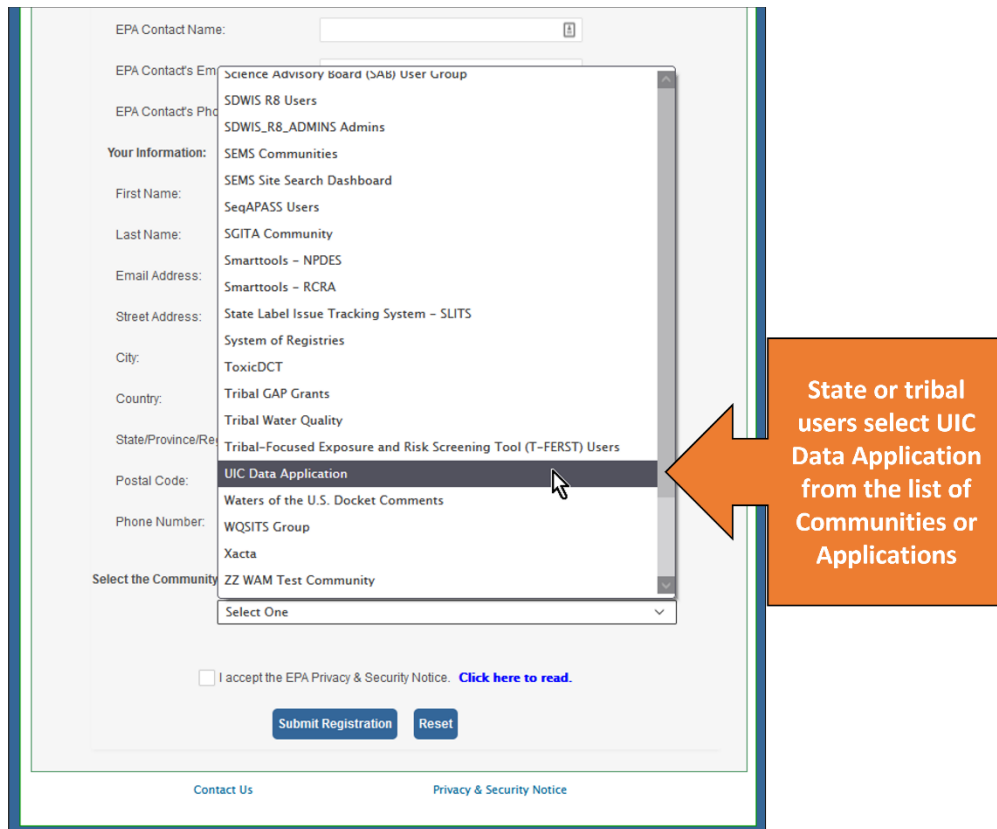 EPA Contact Name:
EPA Contact's Em
Science Advisory Board (SAB) User Group
SDWIS R8 Users
EPA Contact's Pho
SDWIS_R8_ADMINS Admins
Your Information:
SEMS Communities
SEMS Site Search Dashboard
First Name:
SeqAPASS Users
Last Name:
SGITA Community
Smarttools – NPDES
Email Address:
Smarttools – RCRA
Street Address:
State Label Issue Tracking System – SLITS
System of Registries
City:
ToxicDCT
Country:
Tribal GAP Grants
Tribal Water Quality
State/Province/Re
Tribal-Focused Exposure and Risk Screening Tool (T-FERST) Users
Postal Code:
UIC Data Application
Waters of the U.S. Docket Comments
Phone Number:
WQSITS Group
Xacta
Select the Community
ZZ WAM Test Community
Select One
I accept the EPA Privacy & Security Notice. Click here to read.
Submit Registration
Reset
Contact Us
Privacy & Security Notice
State or tribal
users select UIC
Data Application
from the list of
Communities or
Applications